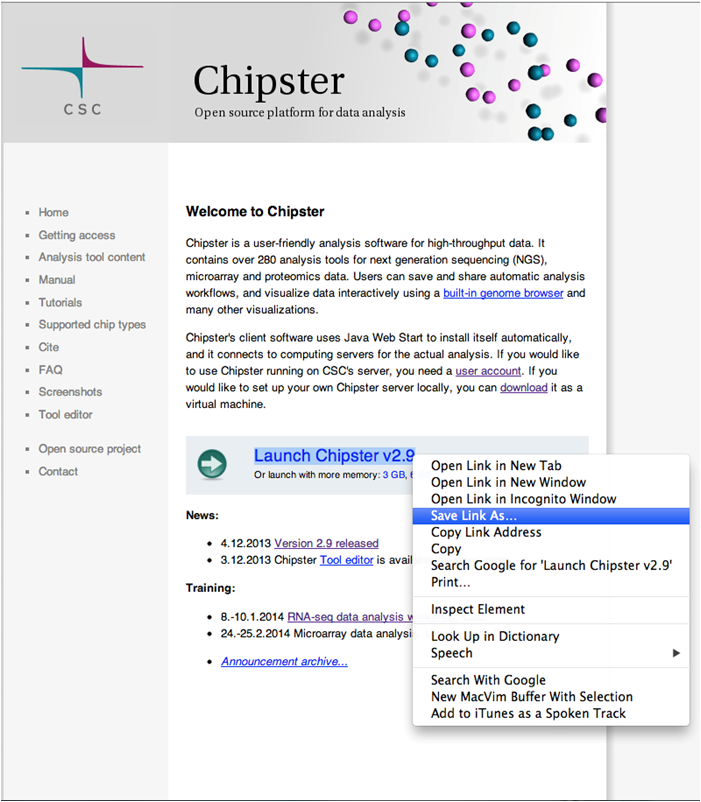 CSC
Chipster
Open source platform for data analysis
Home
Getting access
Analysis tool content
Manual
Tutorials
Supported chip types
Cite
FAQ
Screenshots
Tool editor
Open source project
Contact
Welcome to Chipster
Chipster is a user-friendly analysis software for high-throughput data. It
contains over 280 analysis tools for next generation sequencing (NGS),
microarray and proteomics data. Users can save and share automatic analysis
workflows, and visualize data interactively using a built-in genome browser and
many other visualizations.
Chipster's client software uses Java Web Start to install itself automatically,
and it connects to computing servers for the actual analysis. If you would like
to use Chipster running on CSC's server, you need a user account. If you
would like to set up your own Chipster server locally, you can download it as a
virtual machine.
Launch Chipster v2.9
Or launch with more memory: 3 GB,
News:
4.12.2013 Version 2.9 released
3.12.2013 Chipster Tool editor is
Training:
8.-10.1.2014 RNA-seq data analysis
24.-25.2.2014 Microarray data
Announcement archive...
Open Link in New Tab
Open Link in New Window
Open Link in Incognito Window
Save Link As...
Copy Link Address
Copy
Search Google for 'Launch Chipster v2.9'
Print...
Inspect Element
Look Up in Dictionary
Speech
Search With Google
New MacVim Buffer With Selection
Add to iTunes as a Spoken Track